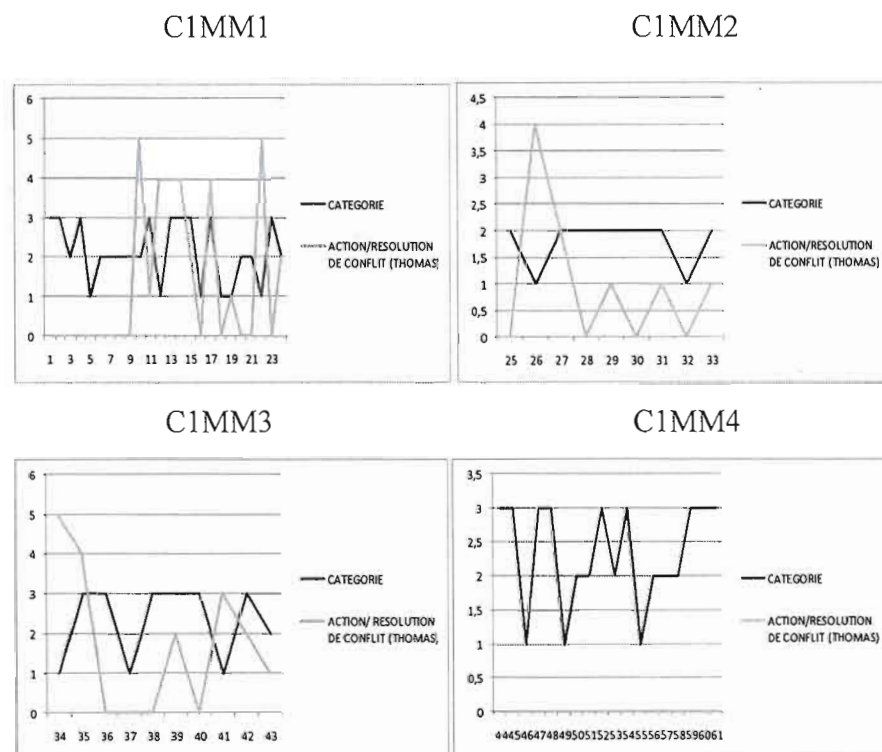 C1MM1
C1MM2
6
5
4
3
2
1
0
1 3 5 7 9 11 13 15 17 19 21 23
CATEGORIE
ACTION/RESOLUTION
DE CONFLIT (THOMAS)
4,5
4
3,5
3
2,5
2
1,5
1
0,5
0
25 26 27 28 29 30 31 32 33
CATEGORIE
ACTION/RESOLUTION
DE CONFLIT (THOMAS)
C1MM3
C1MM4
6
5
4
3
2
1
0
34 35 36 37 38 39 40 41 42 43
CATEGORIE
ACTION/ RESOLUTION
DE CONFLIT (THOMAS)
3,5
3
2,5
2
1,5
1
0,5
0
444546474849505152535455565758596061
CATEGORIE
ACTION/RESOLUTION
DE CONFLIT (THOMAS)